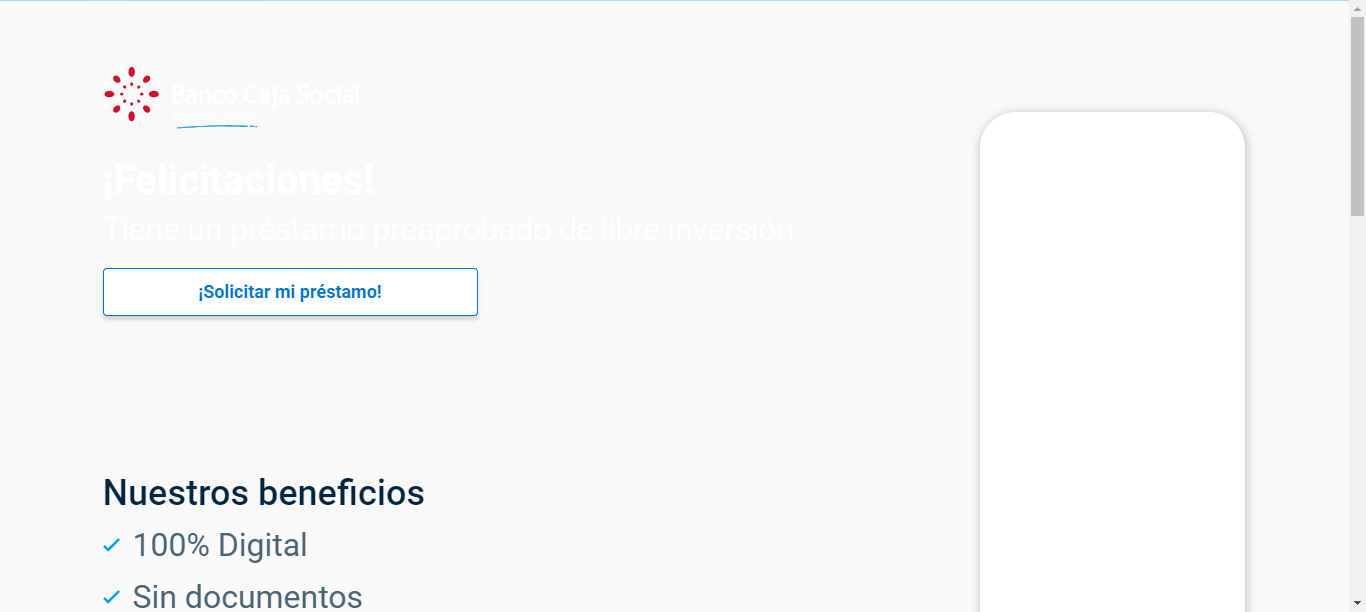 Banco Caja Social
¡Felicitaciones!
Tiene un préstamo preaprobado de libre inversión
¡Solicitar mi préstamo!
Nuestros beneficios
100% Digital
Sin documentos